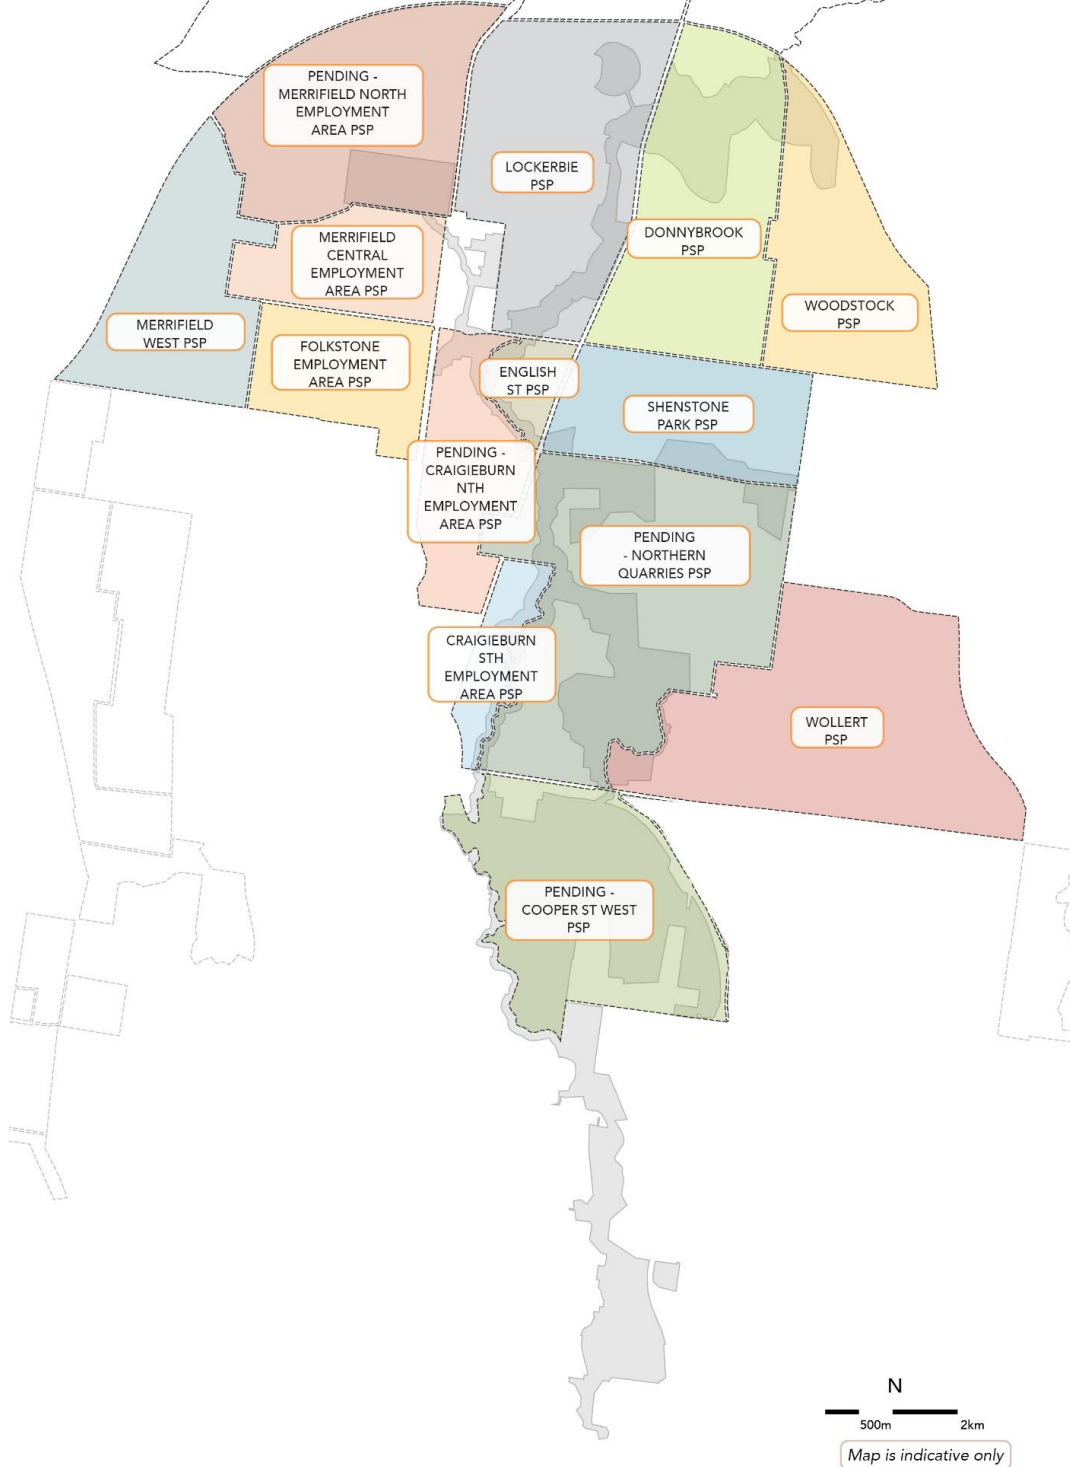 PENDING -
MERRIFIELD NORTH
EMPLOYMENT
AREA PSP
LOCKERBIE
PSP
MERRIFIELD
CENTRAL
EMPLOYMENT
AREA PSP
DONNYBROOK
PSP
WOODSTOCK
PSP
MERRIFIELD
WEST PSP
FOLKSTONE
EMPLOYMENT
AREA PSP
ENGLISH
ST PSP
SHENSTONE
PARK PSP
PENDING -
CRAIGIEBURN
NTH
EMPLOYMENT
AREA PSP
PENDING
- NORTHERN
QUARRIES PSP
CRAIGIEBURN
STH
EMPLOYMENT
AREA PSP
WOLLERT
PSP
PENDING -
COOPER ST WEST
PSP
N
500m 2km
Map is indicative only